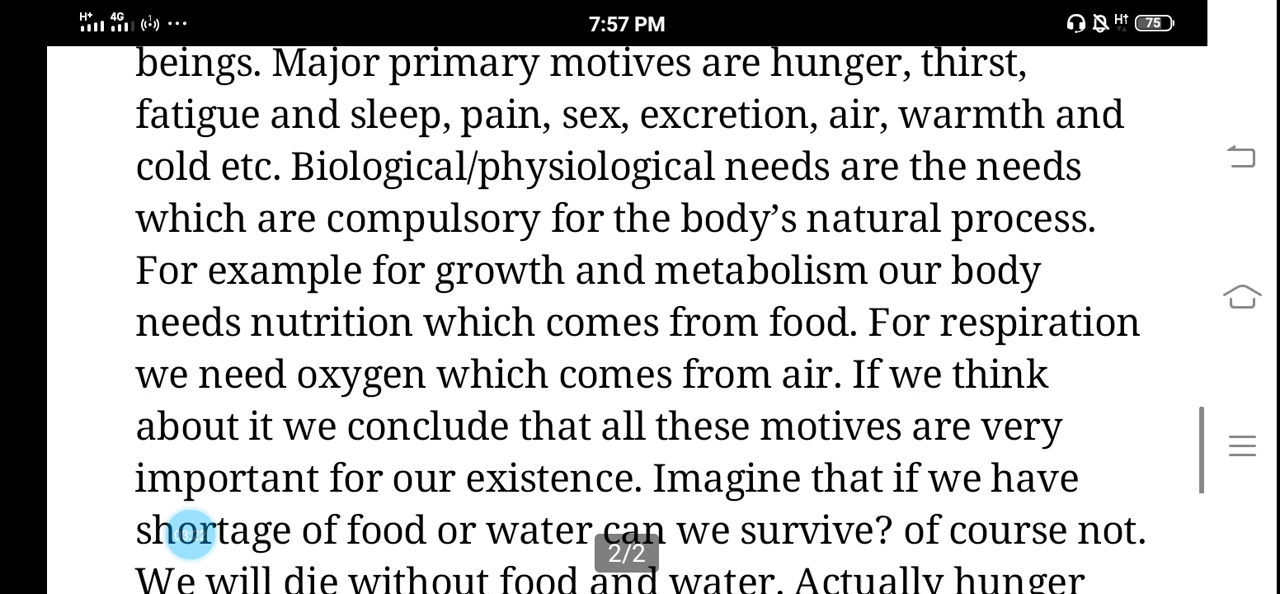 H+ 4G 7:57 PM H† 75
beings. Major primary motives are hunger, thirst,
fatigue and sleep, pain, sex, excretion, air, warmth and
cold etc. Biological/physiological needs are the needs
which are compulsory for the body’s natural process.
For example for growth and metabolism our body
needs nutrition which comes from food. For respiration
we need oxygen which comes from air. If we think
about it we conclude that all these motives are very
important for our existence. Imagine that if we have
shortage of food or water can we survive? of course not.
2/2
We will die without food and water. Actually hunger